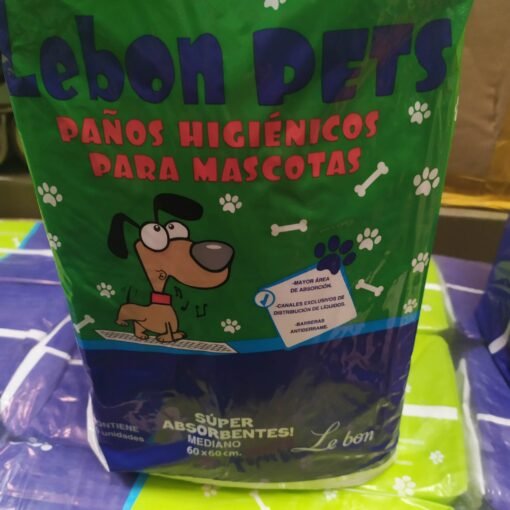 Lebon PETS
PAÑOS HIGIÉNICOS
PARA MASCOTAS
-MAYOR ÁREA
DE ABSORCIÓN.
-CANALES EXCLUSIVOS DE
DISTRIBUCIÓN DE LÍQUIDOS.
-BARRERAS
ANTIDERRAME.
CONTIENE
unidades
SÚPER
ABSORBENTES!
MEDIANO
60 x 60 cm.
Le bon